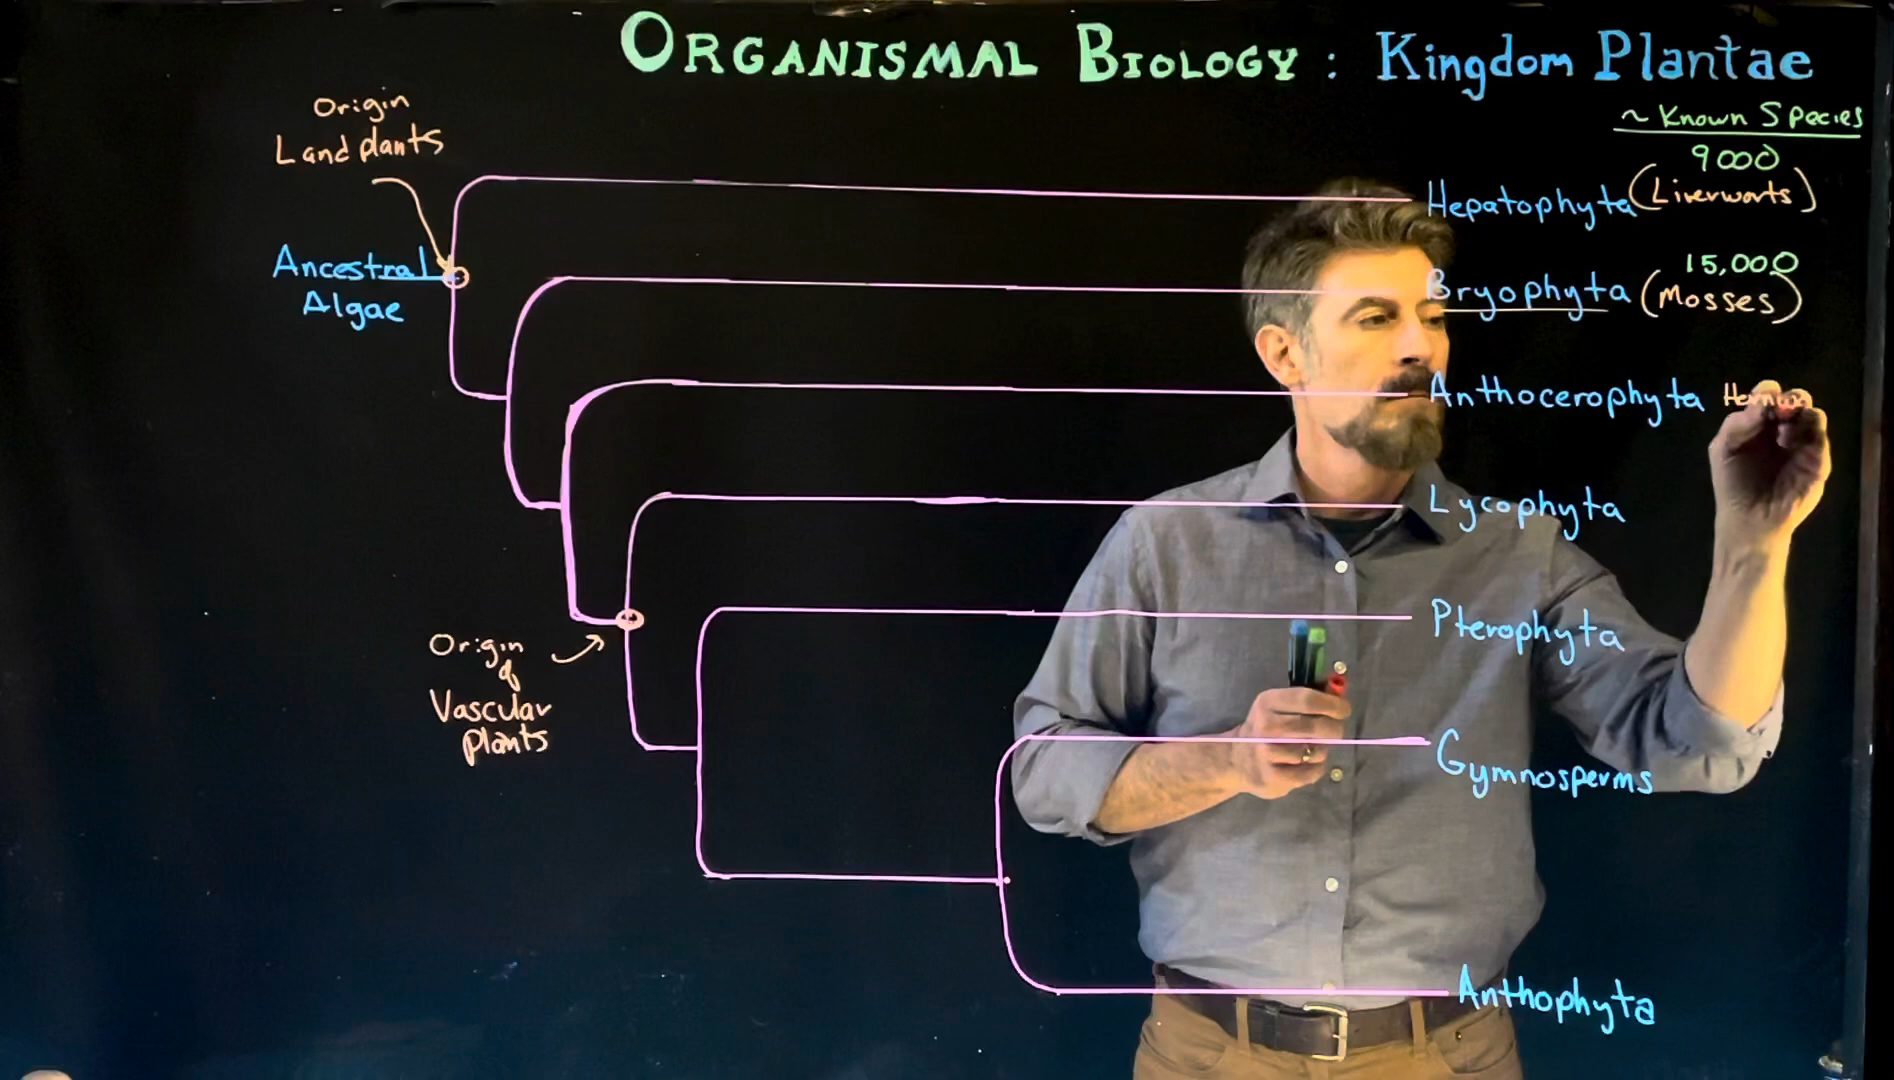 ORGANISMAL BIOLOGY : Kingdom Plantae
~ Known Species
Origin
Land plants
9000
Hepatophyta (Liverworts)
Ancestral
Algae
15,000
Bryophyta (Mosses)
Anthocerophyta
Lycophyta
Pterophyta
Origin
of
Vascular
plants
Gymnosperms
Anthophyta